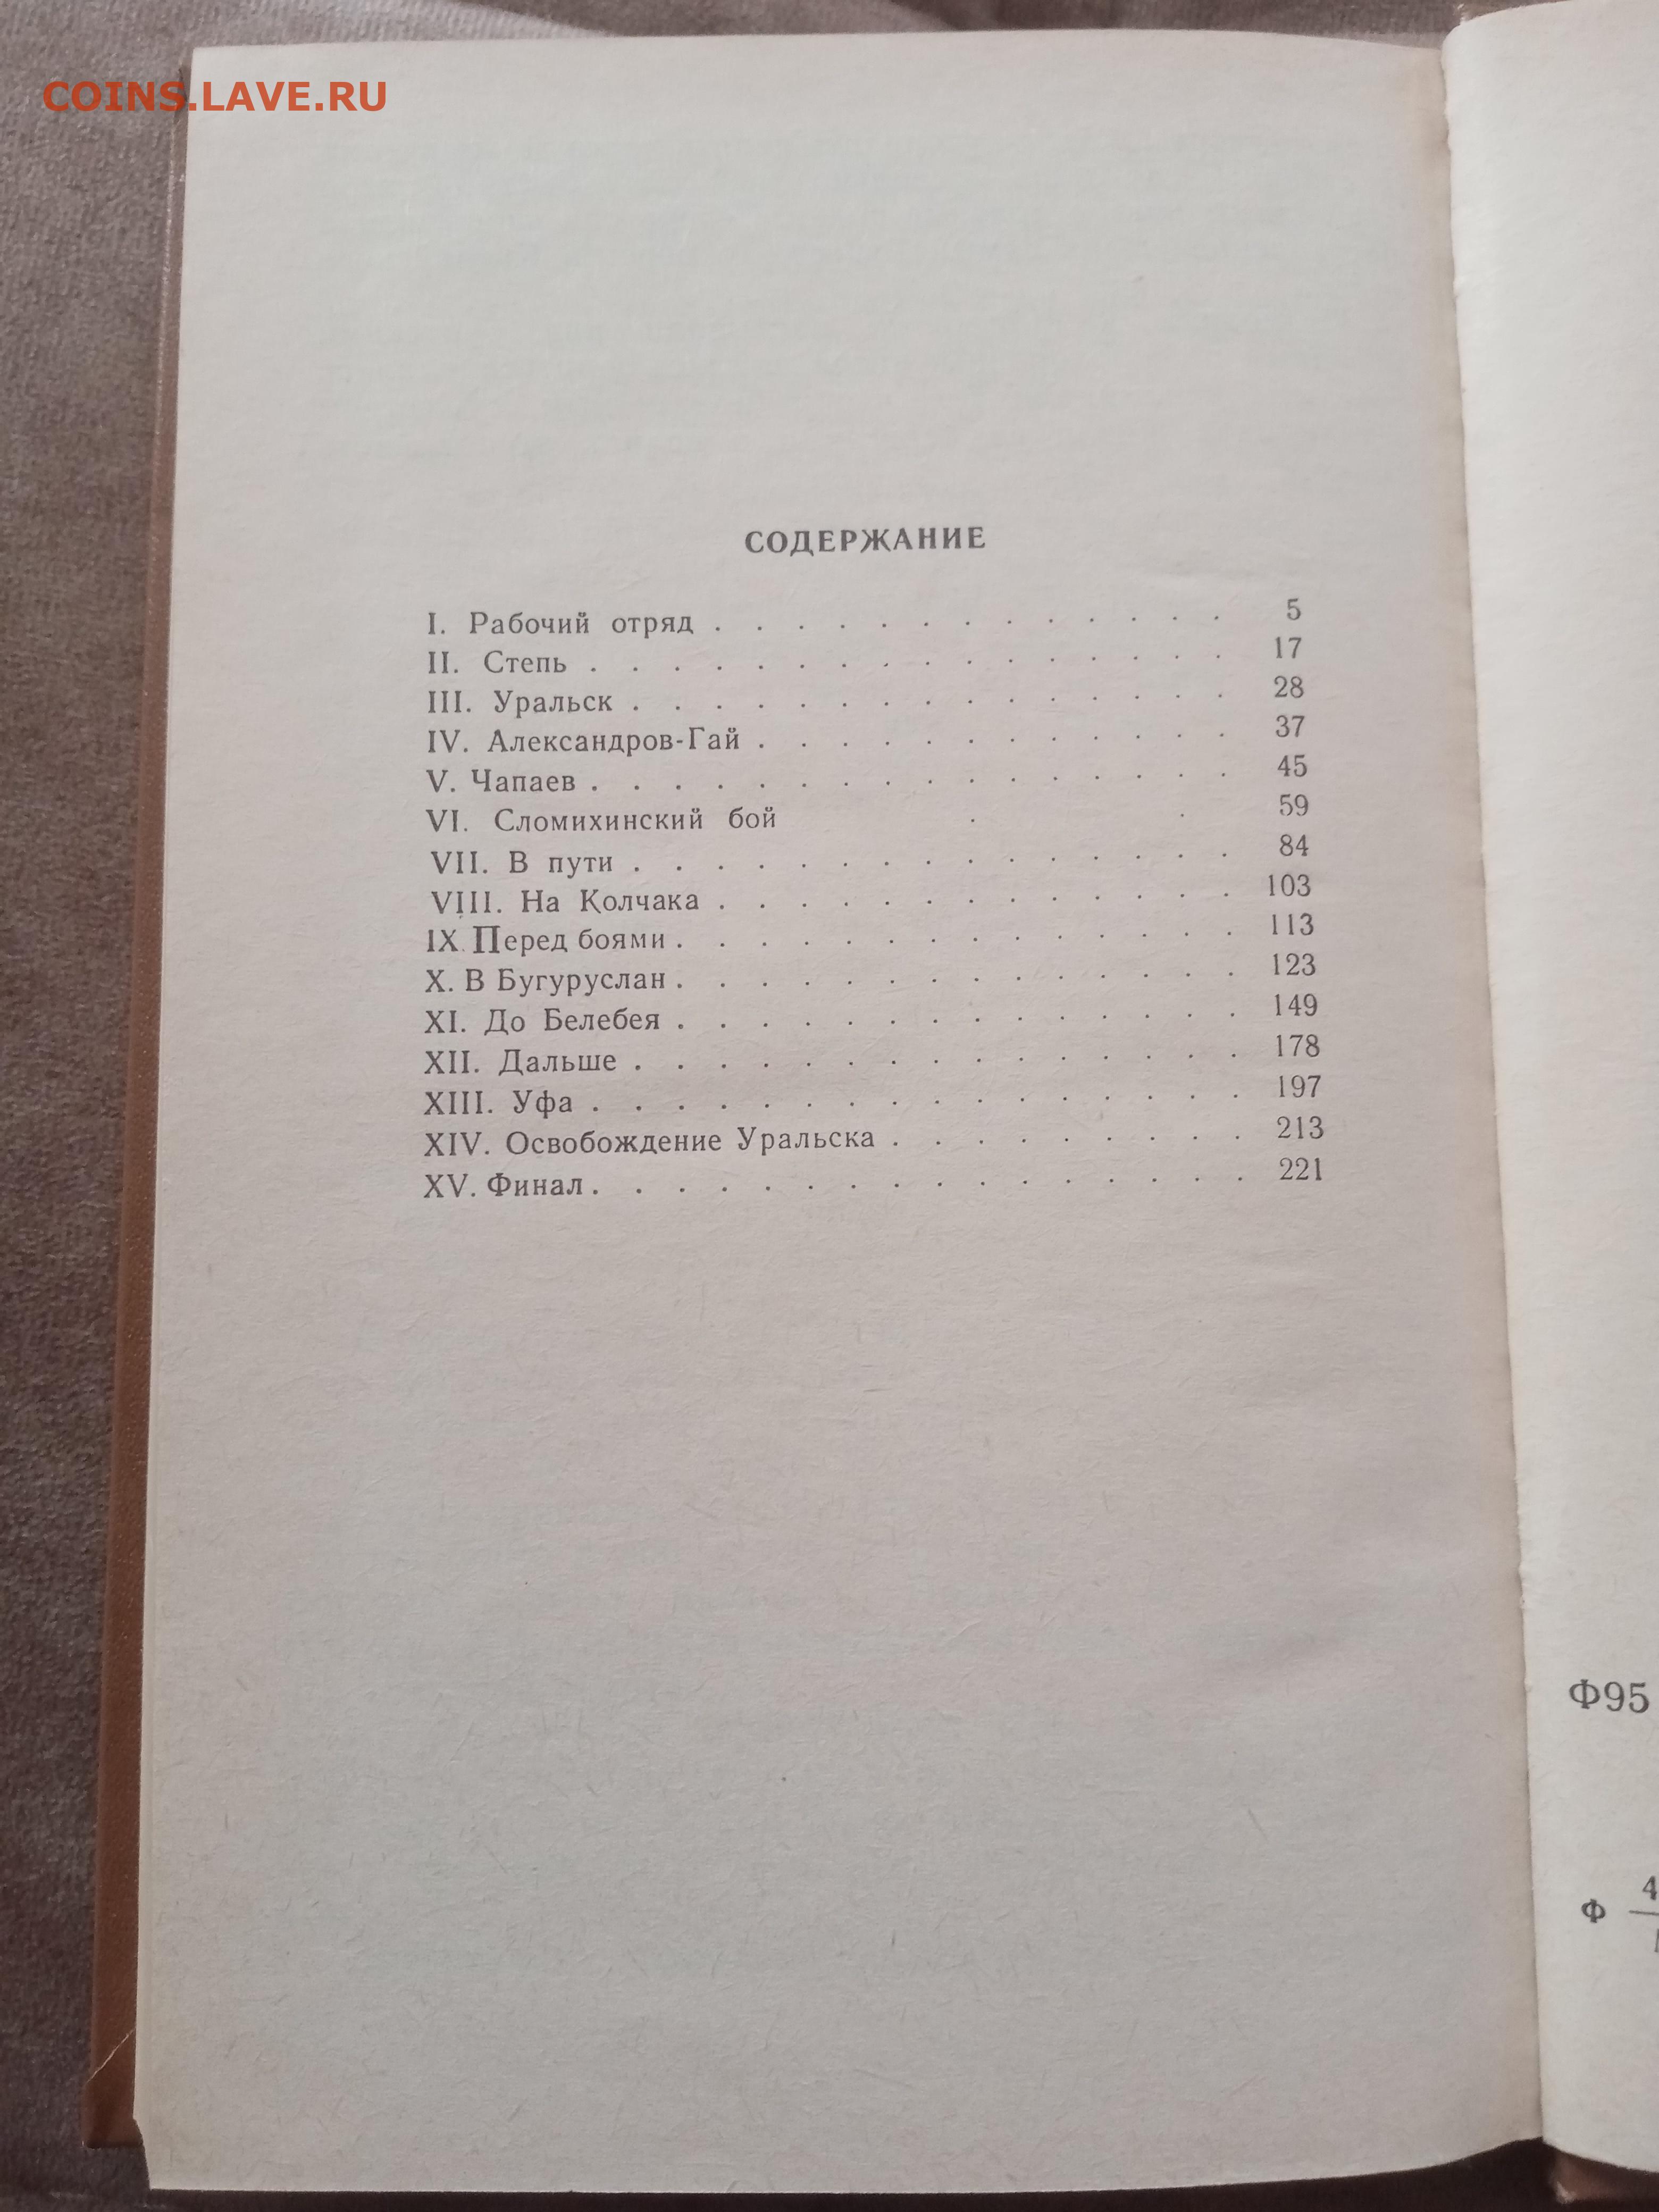 COINS.LAVE.RU
СОДЕРЖАНИЕ
I. Рабочий отряд . . . . . . . . . . . . . 5
II. Степь . . . . . . . . . . . . . . . . 17
III. Уральск . . . . . . . . . . . . . . . 28
IV. Александров-Гай . . . . . . . . . . . . 37
V. Чапаев . . . . . . . . . . . . . . . . 45
VI. Сломихинский бой . . 59
VII. В пути . . . . . . . . . . . . . . . 84
VIII. На Колчака . . . . . . . . . . . . . 103
IX. Перед боями . . . . . . . . . . . . . . 113
X. В Бугуруслан . . . . . . . . . . . . . . 123
XI. До Белебея . . . . . . . . . . . . . . 149
XII. Дальше . . . . . . . . . . . . . . . 178
XIII. Уфа . . . . . . . . . . . . . . . . 197
XIV. Освобождение Уральска . . . . . . . . . 213
XV. Финал . . . . . . . . . . . . . . . . 221
Ф95
Ф 4